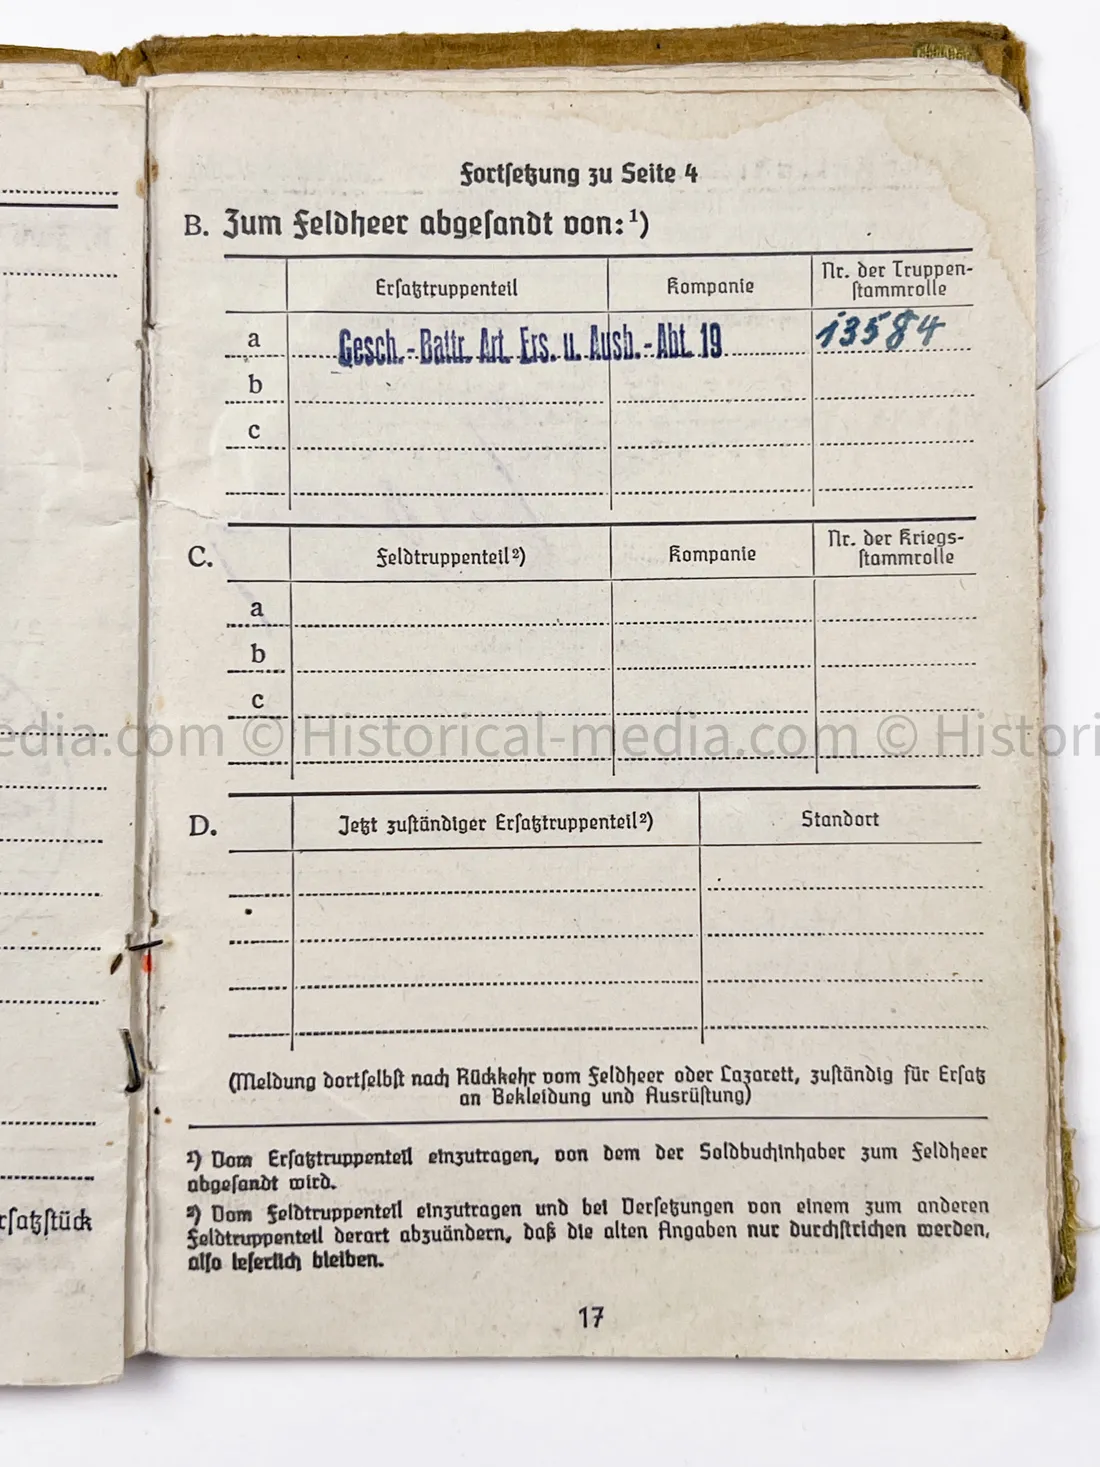 Fortsetzung zu Seite 4
B. Zum Feldheer abgesandt von:¹)
Ersatztruppenteil
Kompanie
Nr. der Truppen-
stammrolle
a
Gesch.-Battr. Art. Ers. u. Ausb.-Abt. 19
13584
b
c
C.
Feldtruppenteil²)
Kompanie
Nr. der Kriegs-
stammrolle
a
b
c
edia.com © Historical-media.com © Histori
D.
Jetzt zuständiger Ersatztruppenteil²)
Standort
(Meldung dortselbst nach Rückkehr vom Feldheer oder Lazarett, zuständig für Ersatz
an Bekleidung und Ausrüstung)
¹) Vom Ersatztruppenteil einzutragen, von dem der Soldbuchinhaber zum Feldheer
abgesandt wird.
²) Vom Feldtruppenteil einzutragen und bei Versetzungen von einem zum anderen
Feldtruppenteil derart abzuändern, daß die alten Angaben nur durchstrichen werden,
also leserlich bleiben.
rsatzstück
17